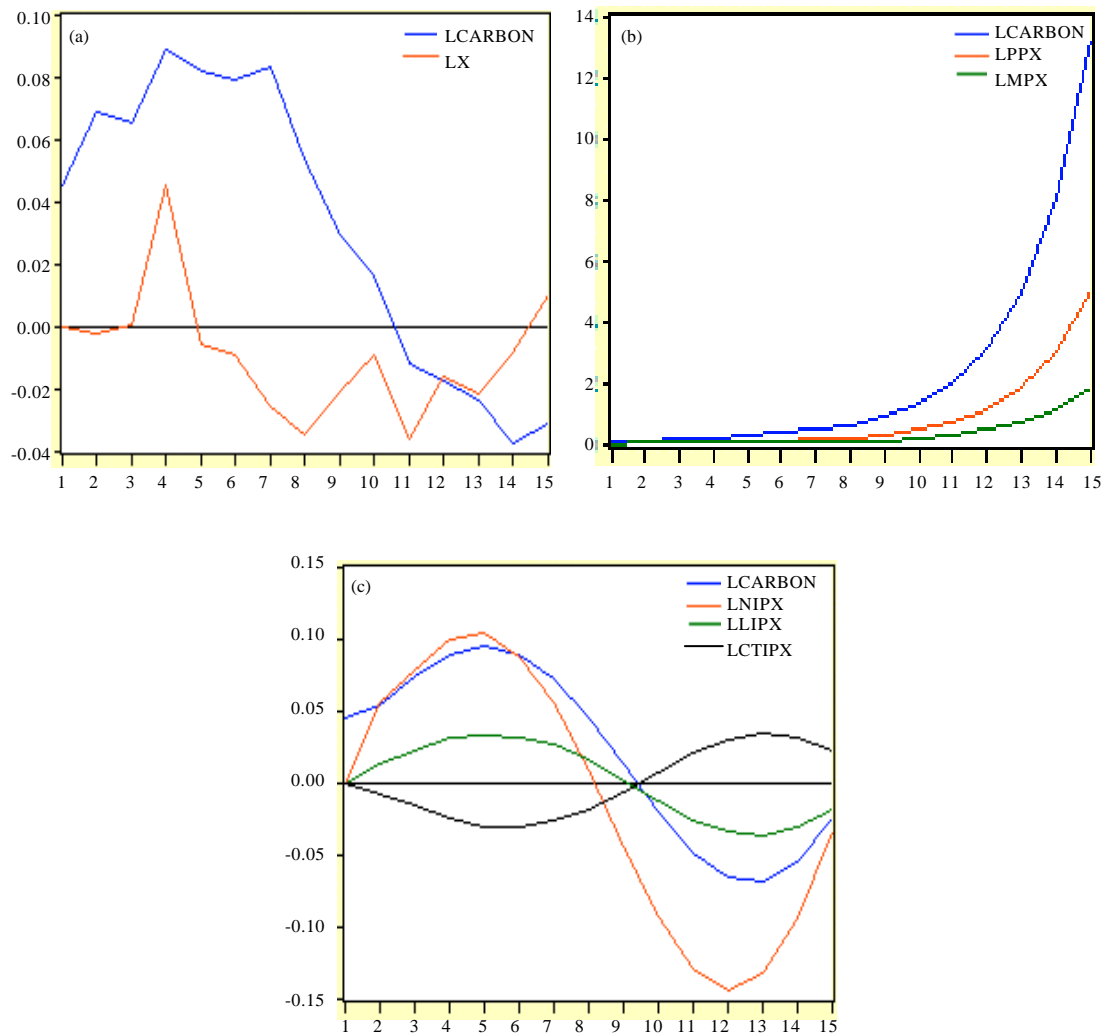 (a)
LCARBON
LX
0.10
0.08
0.06
0.04
0.02
0.00
-0.02
-0.04
1 2 3 4 5 6 7 8 9 10 11 12 13 14 15
(b)
LCARBON
LPPX
LMPX
14
12
10
8
6
4
2
0
1 2 3 4 5 6 7 8 9 10 11 12 13 14 15
(c)
LCARBON
LNIPX
LLIPX
LCTIPX
0.15
0.10
0.05
0.00
-0.05
-0.10
-0.15
1 2 3 4 5 6 7 8 9 10 11 12 13 14 15